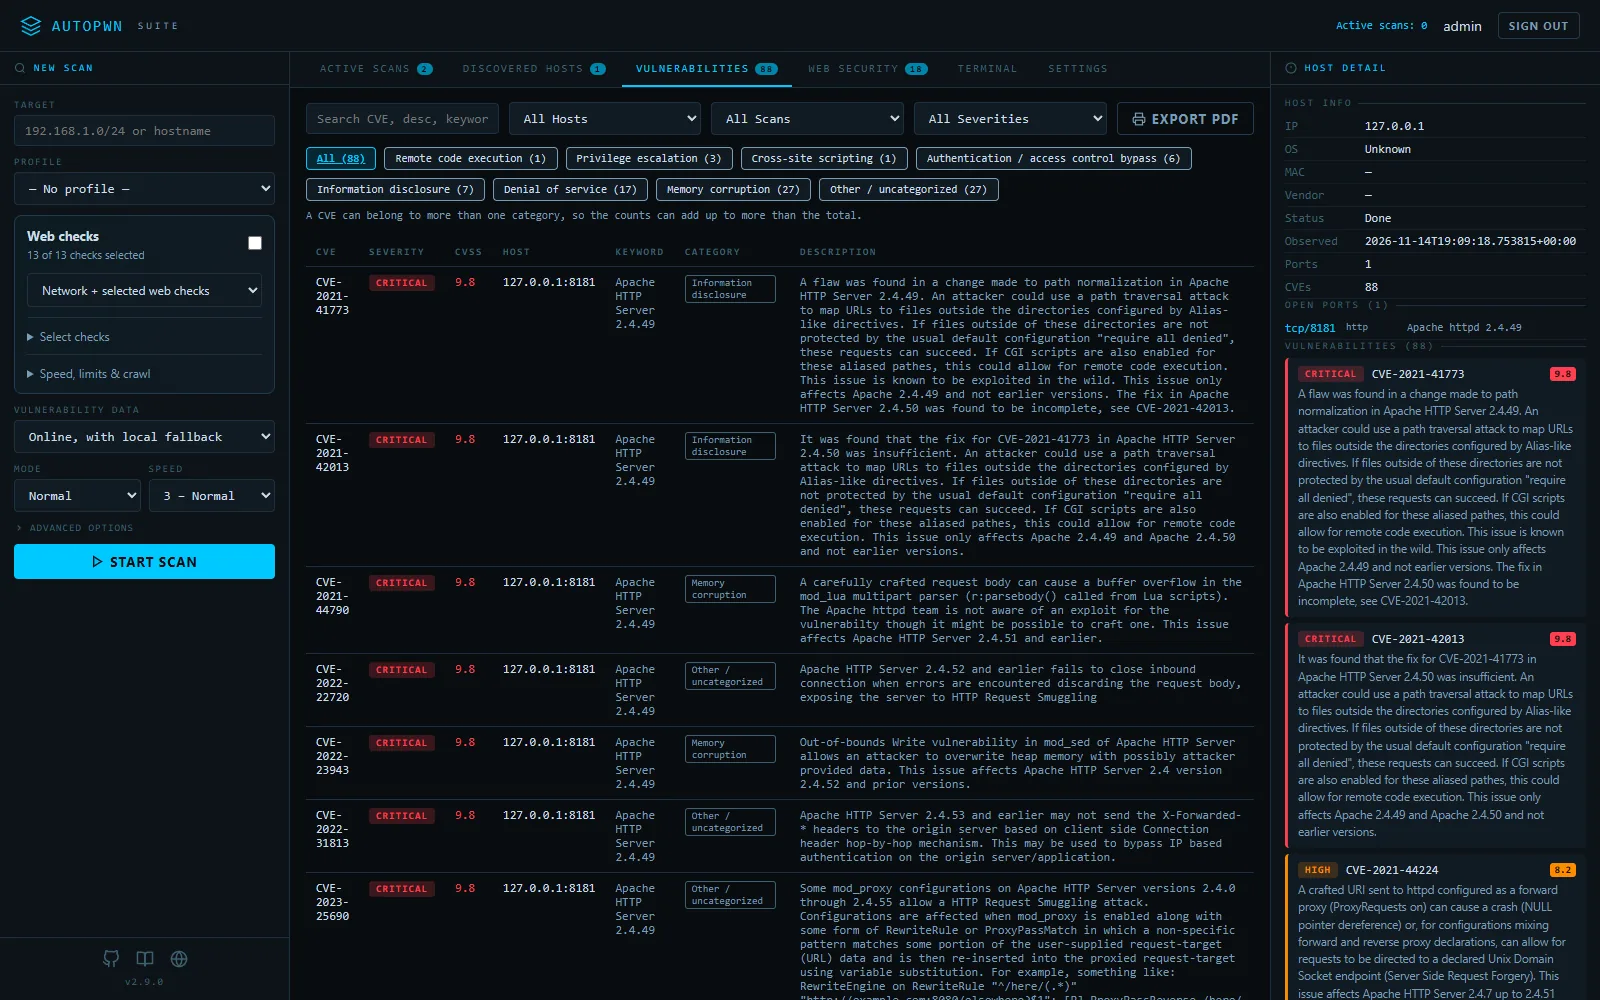 AUTOPWN SUITE
Active scans: 0
admin
SIGN OUT
NEW SCAN
TARGET
192.168.1.0/24 or hostname
PROFILE
— No profile —
Web checks
13 of 13 checks selected
Network + selected web checks
Select checks
Speed, limits & crawl
VULNERABILITY DATA
Online, with local fallback
MODE
SPEED
Normal
3 – Normal
ADVANCED OPTIONS
START SCAN
v2.9.0
ACTIVE SCANS 2
DISCOVERED HOSTS 1
VULNERABILITIES 88
WEB SECURITY 18
TERMINAL
SETTINGS
Search CVE, desc, keywor
All Hosts
All Scans
All Severities
EXPORT PDF
All (88)
Remote code execution (1)
Privilege escalation (3)
Cross-site scripting (1)
Authentication / access control bypass (6)
Information disclosure (7)
Denial of service (17)
Memory corruption (27)
Other / uncategorized (27)
A CVE can belong to more than one category, so the counts can add up to more than the total.
CVE SEVERITY CVSS HOST KEYWORD CATEGORY DESCRIPTION
CVE-
2021-
41773
CRITICAL
9.8
127.0.0.1:8181
Apache
HTTP
Server
2.4.49
Information
disclosure
A flaw was found in a change made to path normalization in Apache
HTTP Server 2.4.49. An attacker could use a path traversal attack
to map URLs to files outside the directories configured by Alias-
like directives. If files outside of these directories are not
protected by the usual default configuration "require all denied",
these requests can succeed. If CGI scripts are also enabled for
these aliased pathes, this could allow for remote code execution.
This issue is known to be exploited in the wild. This issue only
affects Apache 2.4.49 and not earlier versions. The fix in Apache
HTTP Server 2.4.50 was found to be incomplete, see CVE-2021-42013.
CVE-
2021-
42013
CRITICAL
9.8
127.0.0.1:8181
Apache
HTTP
Server
2.4.49
Information
disclosure
It was found that the fix for CVE-2021-41773 in Apache HTTP Server
2.4.50 was insufficient. An attacker could use a path traversal
attack to map URLs to files outside the directories configured by
Alias-like directives. If files outside of these directories are
not protected by the usual default configuration "require all
denied", these requests can succeed. If CGI scripts are also
enabled for these aliased pathes, this could allow for remote code
execution. This issue only affects Apache 2.4.49 and Apache 2.4.50
and not earlier versions.
CVE-
2021-
44790
CRITICAL
9.8
127.0.0.1:8181
Apache
HTTP
Server
2.4.49
Memory
corruption
A carefully crafted request body can cause a buffer overflow in the
mod_lua multipart parser (r:parsebody() called from Lua scripts).
The Apache httpd team is not aware of an exploit for the
vulnerabilty though it might be possible to craft one. This issue
affects Apache HTTP Server 2.4.51 and earlier.
CVE-
2022-
22720
CRITICAL
9.8
127.0.0.1:8181
Apache
HTTP
Server
2.4.49
Other /
uncategorized
Apache HTTP Server 2.4.52 and earlier fails to close inbound
connection when errors are encountered discarding the request body,
exposing the server to HTTP Request Smuggling
CVE-
2022-
23943
CRITICAL
9.8
127.0.0.1:8181
Apache
HTTP
Server
2.4.49
Memory
corruption
Out-of-bounds Write vulnerability in mod_sed of Apache HTTP Server
allows an attacker to overwrite heap memory with possibly attacker
provided data. This issue affects Apache HTTP Server 2.4 version
2.4.52 and prior versions.
CVE-
2022-
31813
CRITICAL
9.8
127.0.0.1:8181
Apache
HTTP
Server
2.4.49
Other /
uncategorized
Apache HTTP Server 2.4.53 and earlier may not send the X-Forwarded-
* headers to the origin server based on client side Connection
header hop-by-hop mechanism. This may be used to bypass IP based
authentication on the origin server/application.
CVE-
2023-
25690
CRITICAL
9.8
127.0.0.1:8181
Apache
HTTP
Server
2.4.49
Other /
uncategorized
Some mod_proxy configurations on Apache HTTP Server versions 2.4.0
through 2.4.55 allow a HTTP Request Smuggling attack.
Configurations are affected when mod_proxy is enabled along with
some form of RewriteRule or ProxyPassMatch in which a non-specific
pattern matches some portion of the user-supplied request-target
(URL) data and is then re-inserted into the proxied request-target
using variable substitution. For example, something like:
RewriteEngine on RewriteRule "^/here/(.*)"
"http://example.com:8080/elsewhere?$1"; [P] ProxyPassReverse /here/
HOST DETAIL
HOST INFO
IP 127.0.0.1
OS Unknown
MAC —
Vendor —
Status Done
Observed 2026-11-14T19:09:18.753815+00:00
Ports 1
CVEs 88
OPEN PORTS (1)
tcp/8181 http Apache httpd 2.4.49
VULNERABILITIES (88)
CRITICAL CVE-2021-41773 9.8
A flaw was found in a change made to path
normalization in Apache HTTP Server 2.4.49. An
attacker could use a path traversal attack to map URLs
to files outside the directories configured by Alias-like
directives. If files outside of these directories are not
protected by the usual default configuration "require
all denied", these requests can succeed. If CGI scripts
are also enabled for these aliased pathes, this could
allow for remote code execution. This issue is known
to be exploited in the wild. This issue only affects
Apache 2.4.49 and not earlier versions. The fix in
Apache HTTP Server 2.4.50 was found to be
incomplete, see CVE-2021-42013.
CRITICAL CVE-2021-42013 9.8
It was found that the fix for CVE-2021-41773 in
Apache HTTP Server 2.4.50 was insufficient. An
attacker could use a path traversal attack to map URLs
to files outside the directories configured by Alias-like
directives. If files outside of these directories are not
protected by the usual default configuration "require
all denied", these requests can succeed. If CGI scripts
are also enabled for these aliased pathes, this could
allow for remote code execution. This issue only
affects Apache 2.4.49 and Apache 2.4.50 and not
earlier versions.
HIGH CVE-2021-44224 8.2
A crafted URI sent to httpd configured as a forward
proxy (ProxyRequests on) can cause a crash (NULL
pointer dereference) or, for configurations mixing
forward and reverse proxy declarations, can allow for
requests to be directed to a declared Unix Domain
Socket endpoint (Server Side Request Forgery). This
issue affects Apache HTTP Server 2.4.7 up to 2.4.51